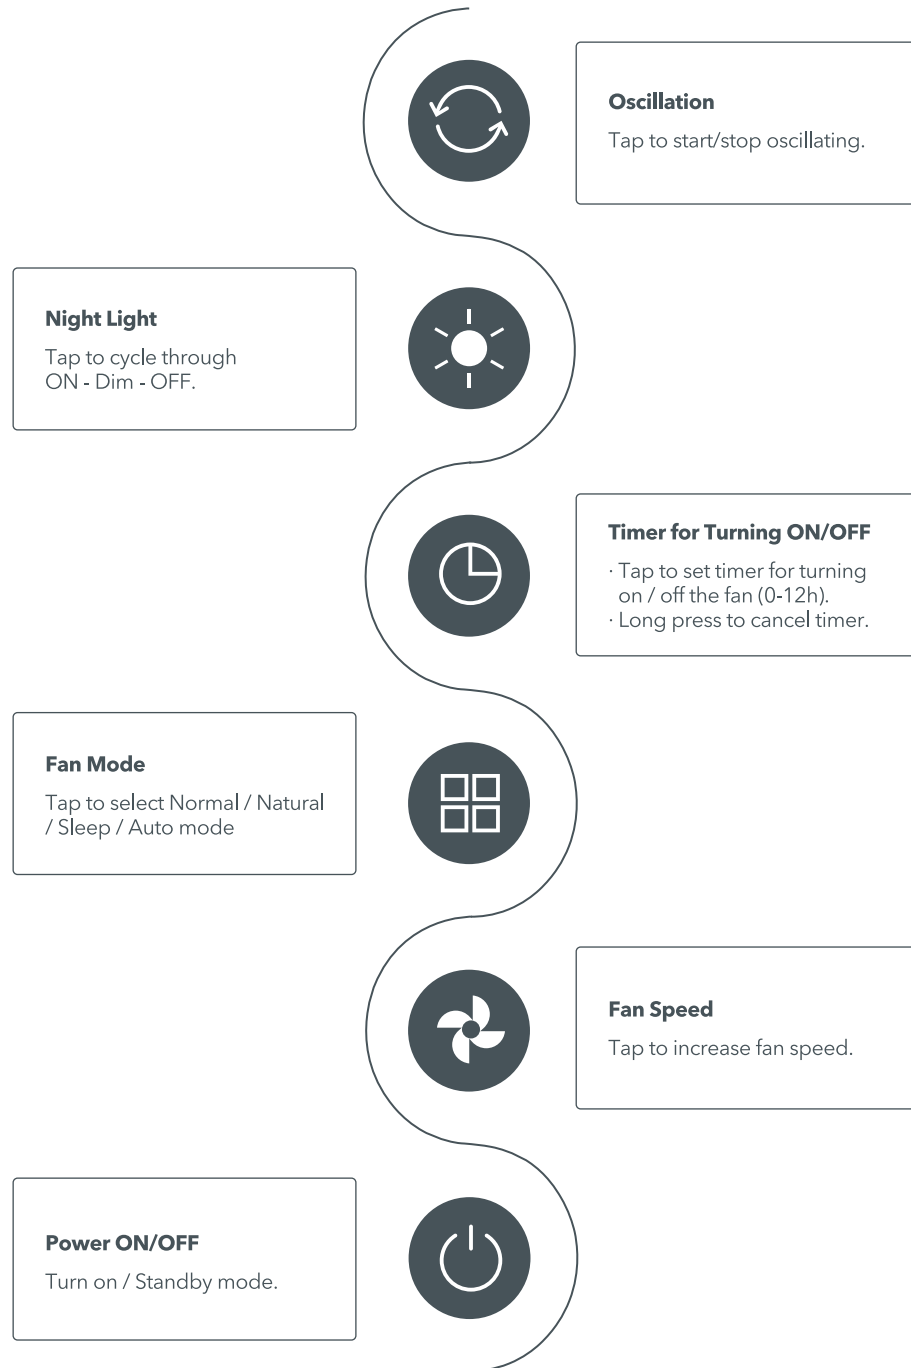 Oscillation
Tap to start/stop oscillating.
Night Light
Tap to cycle through
ON - Dim - OFF.
Timer for Turning ON/OFF
· Tap to set timer for turning
on / off the fan (0-12h).
· Long press to cancel timer.
Fan Mode
Tap to select Normal / Natural
/ Sleep / Auto mode
Fan Speed
Tap to increase fan speed.
Power ON/OFF
Turn on / Standby mode.